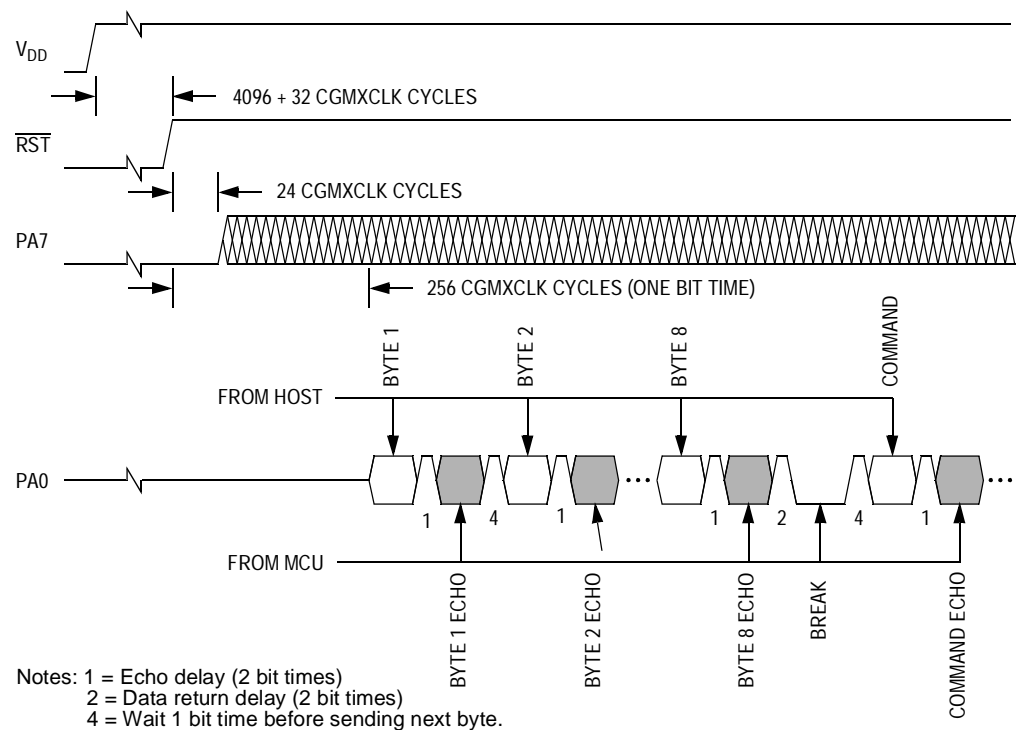 VDD
4096 + 32 CGMXCLK CYCLES
RST
24 CGMXCLK CYCLES
PA7
256 CGMXCLK CYCLES (ONE BIT TIME)
BYTE 1
BYTE 2
BYTE 8
COMMAND
FROM HOST
PA0
1
4
1
1
2
4
1
FROM MCU
BYTE 1 ECHO
BYTE 2 ECHO
BYTE 8 ECHO
BREAK
COMMAND ECHO
Notes: 1 = Echo delay (2 bit times)
2 = Data return delay (2 bit times)
4 = Wait 1 bit time before sending next byte.